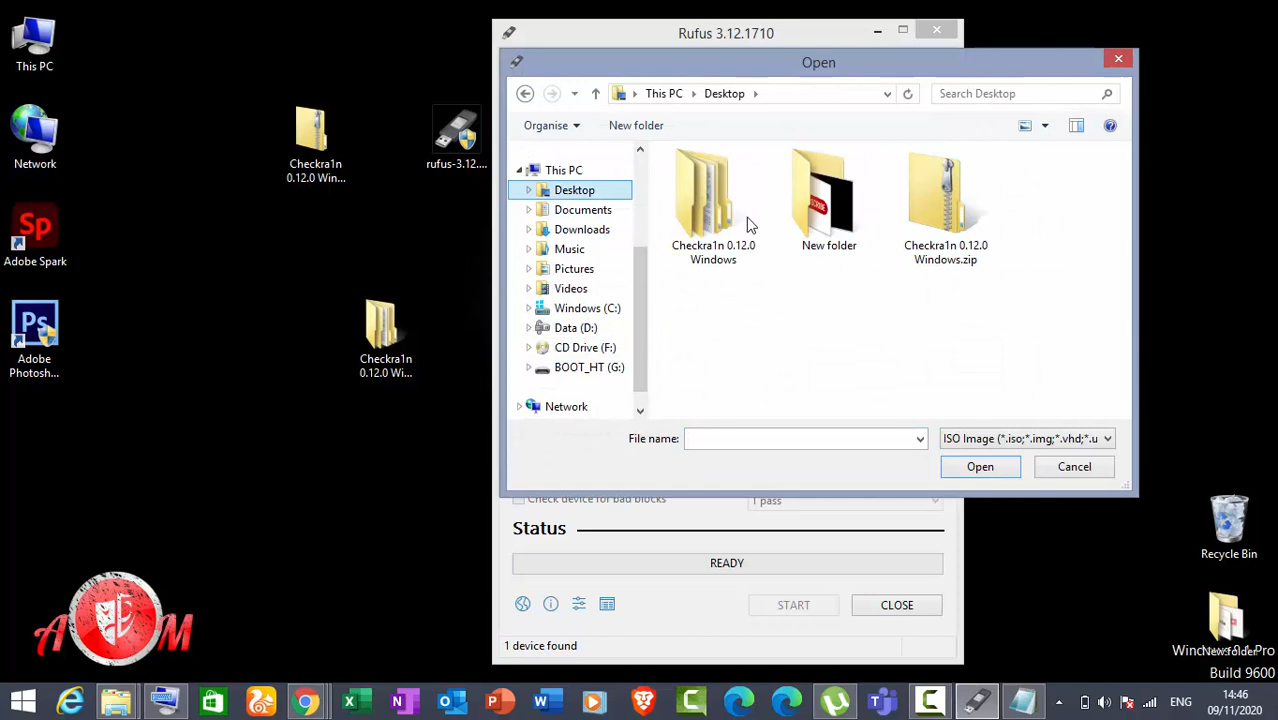 This PC
Network
Adobe Spark
Ps
Adobe
Photosh...
Checkra1n
0.12.0 Win...
rufus-3.12....
Checkra1n
0.12.0 Wi...
Rufus 3.12.1710
Open
This PC
Desktop
Search Desktop
Organise
New folder
This PC
Desktop
Documents
Downloads
Music
Pictures
Videos
Windows (C:)
Data (D:)
CD Drive (F:)
BOOT_HT (G:)
Network
Checkra1n 0.12.0
Windows
New folder
Checkra1n 0.12.0
Windows.zip
File name:
ISO Image (*.iso;*.img;*.vhd;*.u
Open
Cancel
Check device for bad blocks
1 pass
Status
READY
START
CLOSE
1 device found
Recycle Bin
New folder
Windows 8.1 Pro
Build 9600
A M
ENG
14:46
09/11/2020